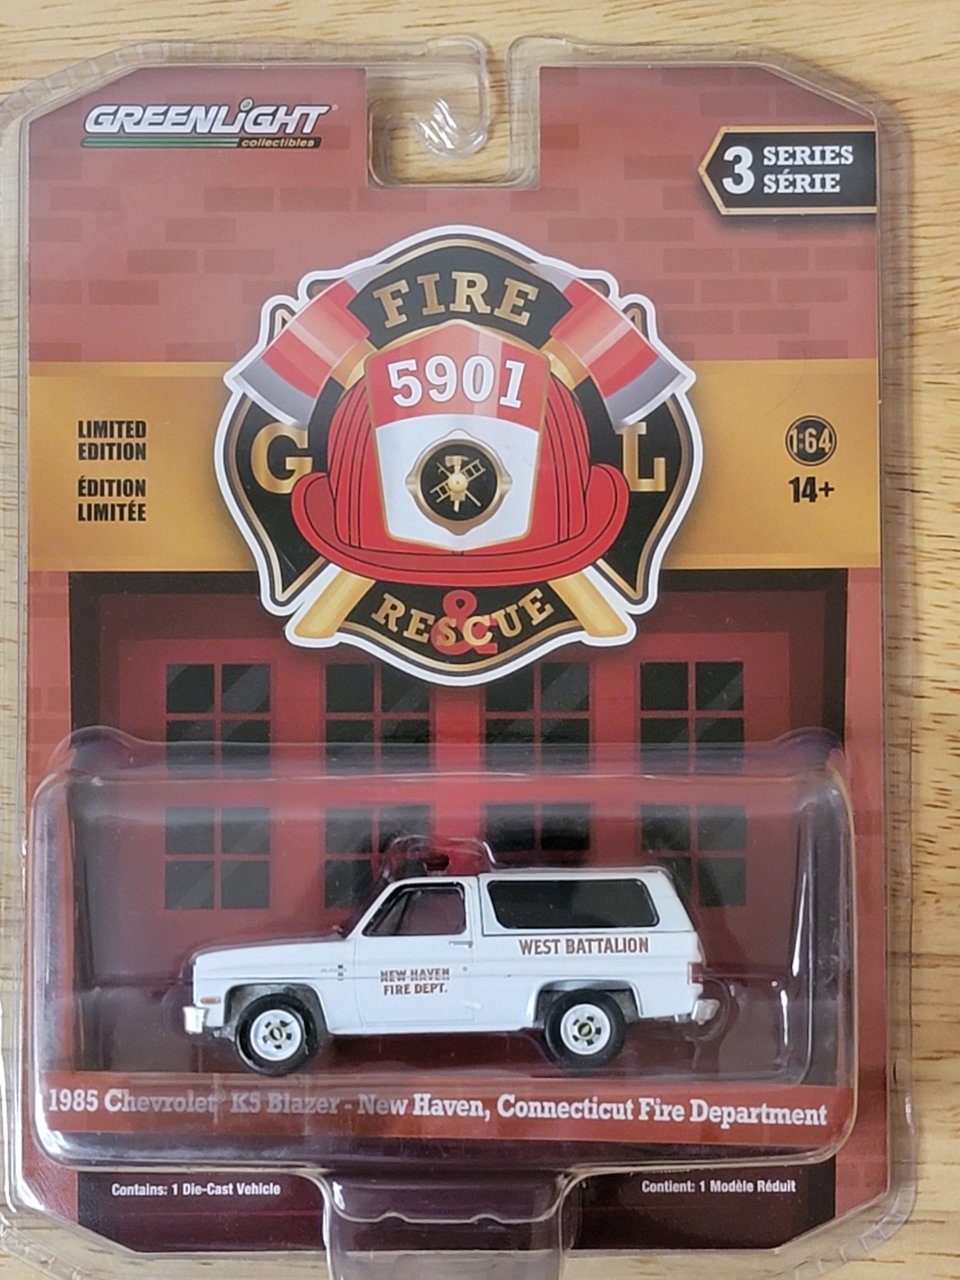 GREENLiGHT
collectibles
3 SERIES
SÉRIE
FIRE
5901
G L
LIMITED
EDITION
ÉDITION
LIMITÉE
1:64
14+
&
RESCUE
WEST BATTALION
NEW HAVEN
FIRE DEPT.
1985 Chevrolet® K5 Blazer - New Haven, Connecticut Fire Department
Contains: 1 Die-Cast Vehicle
Contient: 1 Modèle Réduit